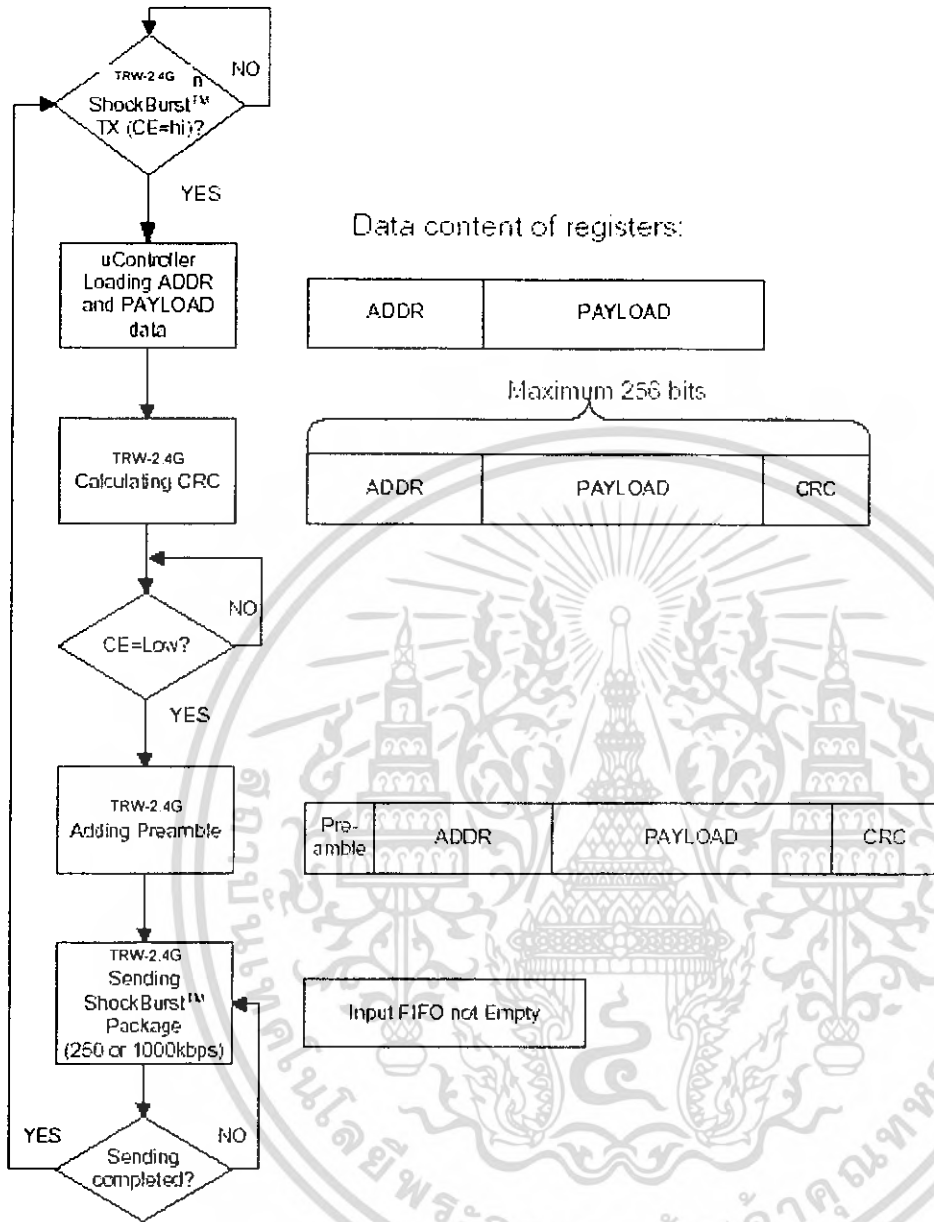 NO
TRW-2.4G n
ShockBurst™
TX (CE=hi)?
YES
Data content of registers:
uController
Loading ADDR
and PAYLOAD
data
ADDR PAYLOAD
Maximum 256 bits
TRW-2.4G
Calculating CRC
ADDR PAYLOAD CRC
NO
CE=Low?
YES
TRW-2.4G
Adding Preamble
Pre-
amble ADDR PAYLOAD CRC
TRW-2.4G
Sending
ShockBurst™
Package
(250 or 1000kbps)
Input FIFO not Empty
YES NO
Sending
completed?